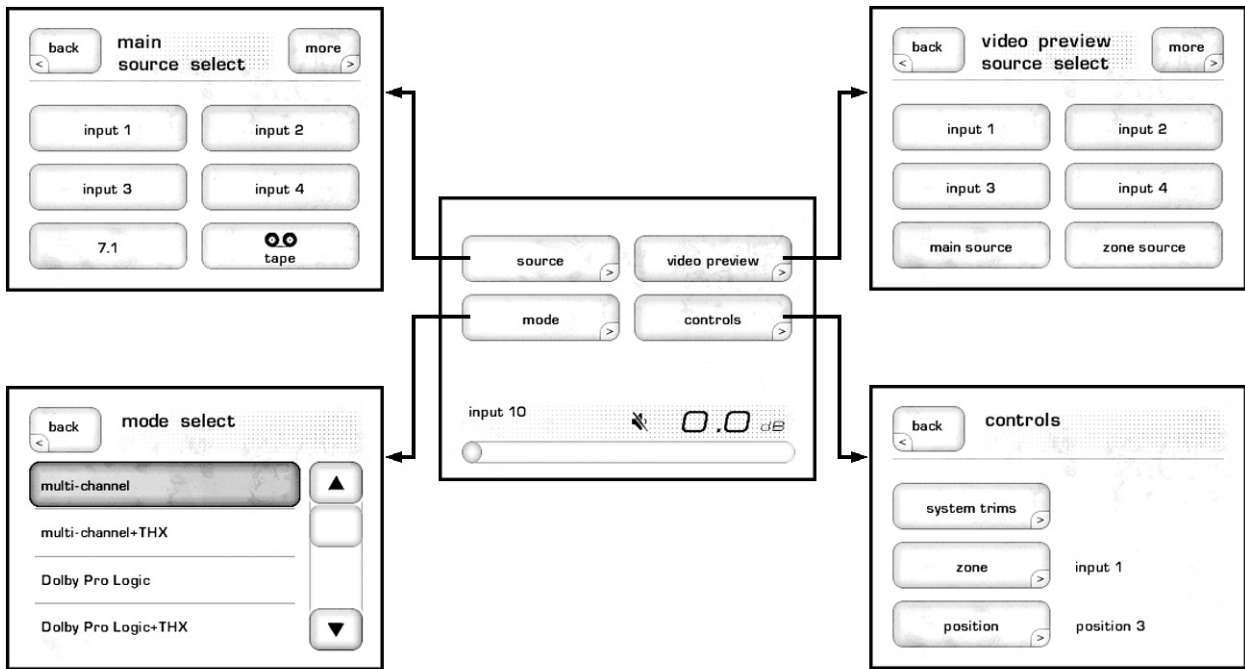 back
main
source select
more
<
>
input 1
input 2
input 3
input 4
7.1
tape
back
video preview
source select
more
<
>
input 1
input 2
input 3
input 4
main source
zone source
source
>
video preview
>
mode
>
controls
>
input 10
0.0 dB
back
<
mode select
multi-channel
multi-channel+THX
Dolby Pro Logic
Dolby Pro Logic+THX
back
<
controls
system trims
>
zone
>
input 1
position
>
position 3